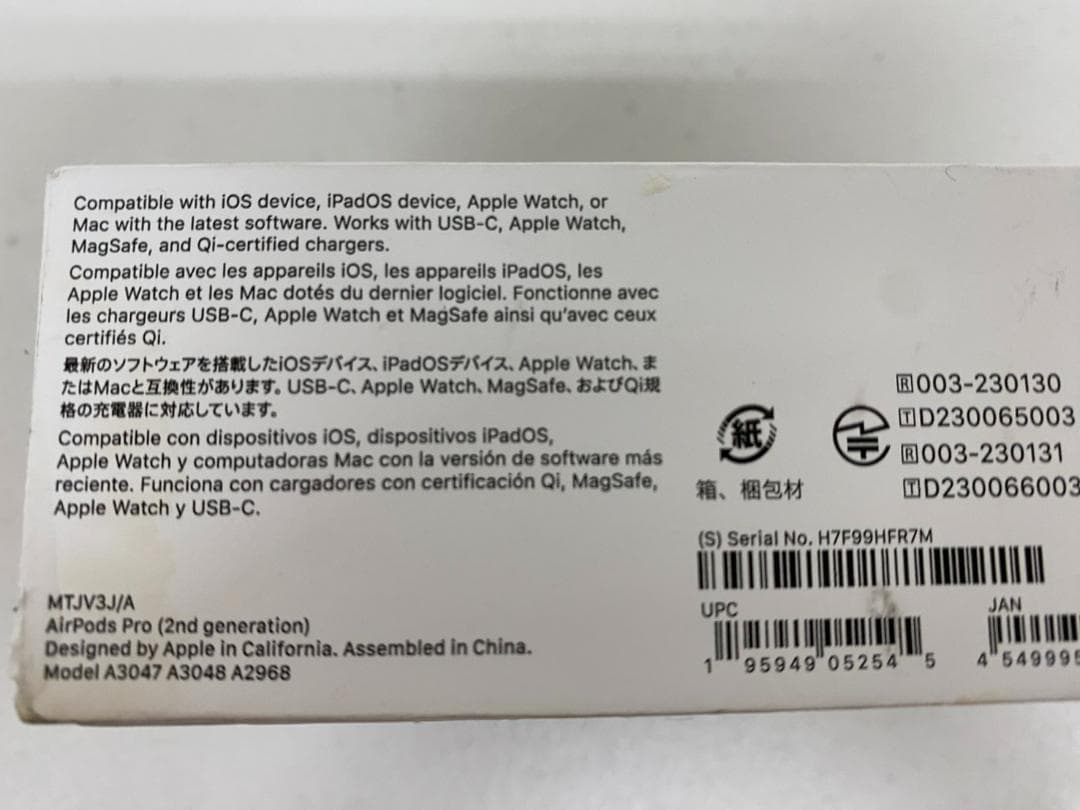 Compatible with iOS device, iPadOS device, Apple Watch, or
Mac with the latest software. Works with USB-C, Apple Watch,
MagSafe, and Qi-certified chargers.
Compatible avec les appareils iOS, les appareils iPadOS, les
Apple Watch et les Mac dotés du dernier logiciel. Fonctionne avec
les chargeurs USB-C, Apple Watch et MagSafe ainsi qu'avec ceux
certifiés Qi.
最新のソフトウェアを搭載したiOSデバイス、iPadOSデバイス、Apple Watch、ま
たはMacと互換性があります。USB-C、Apple Watch、MagSafe、およびQi規
格の充電器に対応しています。
Compatible con dispositivos iOS, dispositivos iPadOS,
Apple Watch y computadoras Mac con la versión de software más
reciente. Funciona con cargadores con certificación Qi, MagSafe,
Apple Watch y USB-C.
MTJV3J/A
AirPods Pro (2nd generation)
Designed by Apple in California. Assembled in China.
Model A3047 A3048 A2968
紙
箱、梱包材
R 003-230130
T D230065003
R 003-230131
T D230066003
(S) Serial No. H7F99HFR7M
UPC
1 95949 05254 5
JAN
4 549995